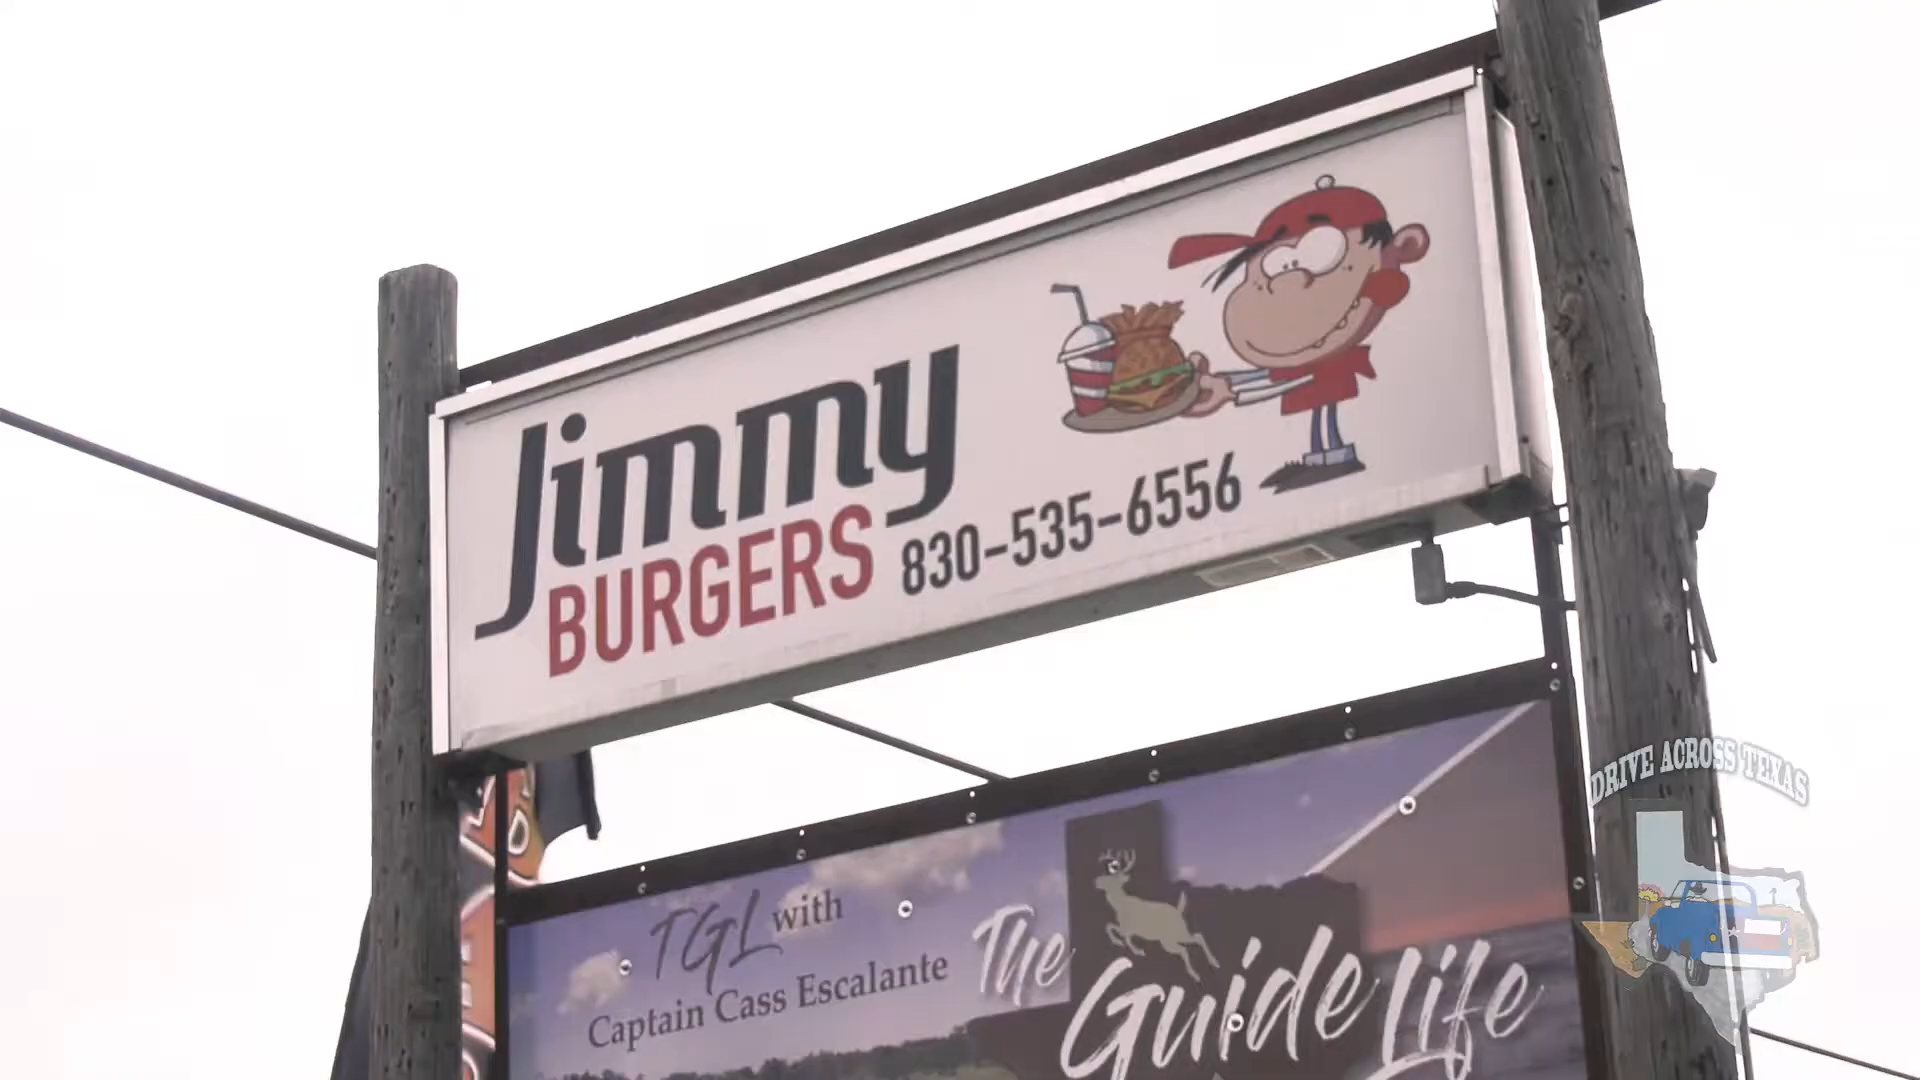 Jimmy
BURGERS 830-535-6556
TGL with
Captain Cass Escalante
The
Guide Life
DRIVE ACROSS TEXAS